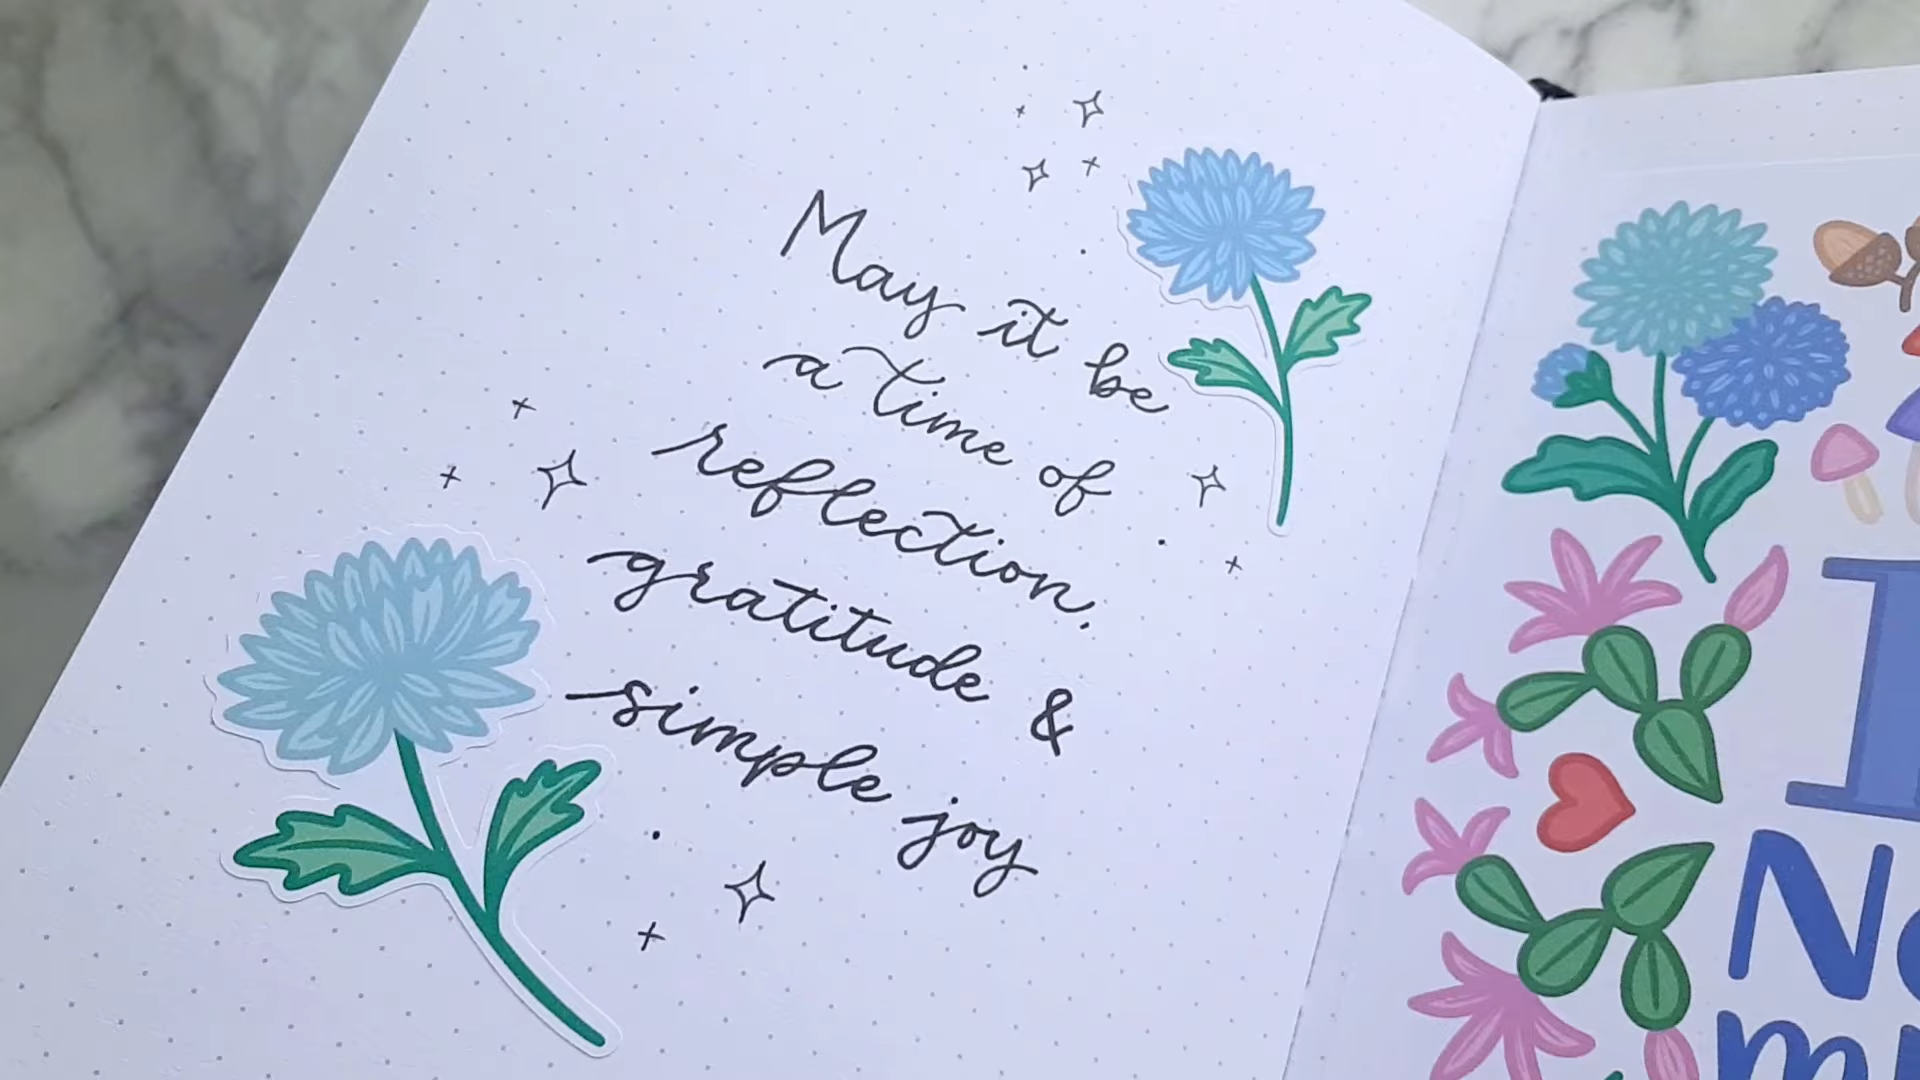 May it be
a time of
reflection,
gratitude &
simple joy